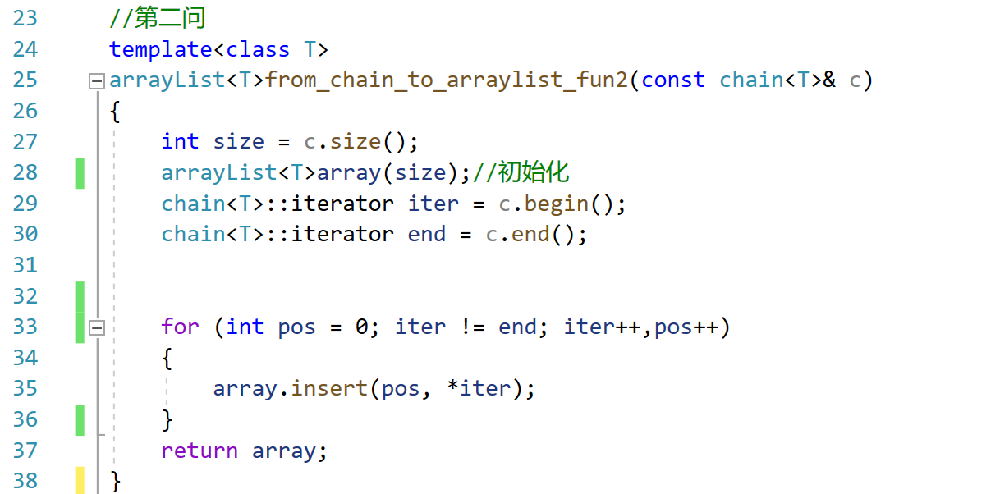 23 //第二问
24 template<class T>
25 arrayList<T>from_chain_to_arraylist_fun2(const chain<T>& c)
26 {
27 int size = c.size();
28 arrayList<T>array(size);//初始化
29 chain<T>::iterator iter = c.begin();
30 chain<T>::iterator end = c.end();
31
32
33 for (int pos = 0; iter != end; iter++,pos++)
34 {
35 array.insert(pos, *iter);
36 }
37 return array;
38 }